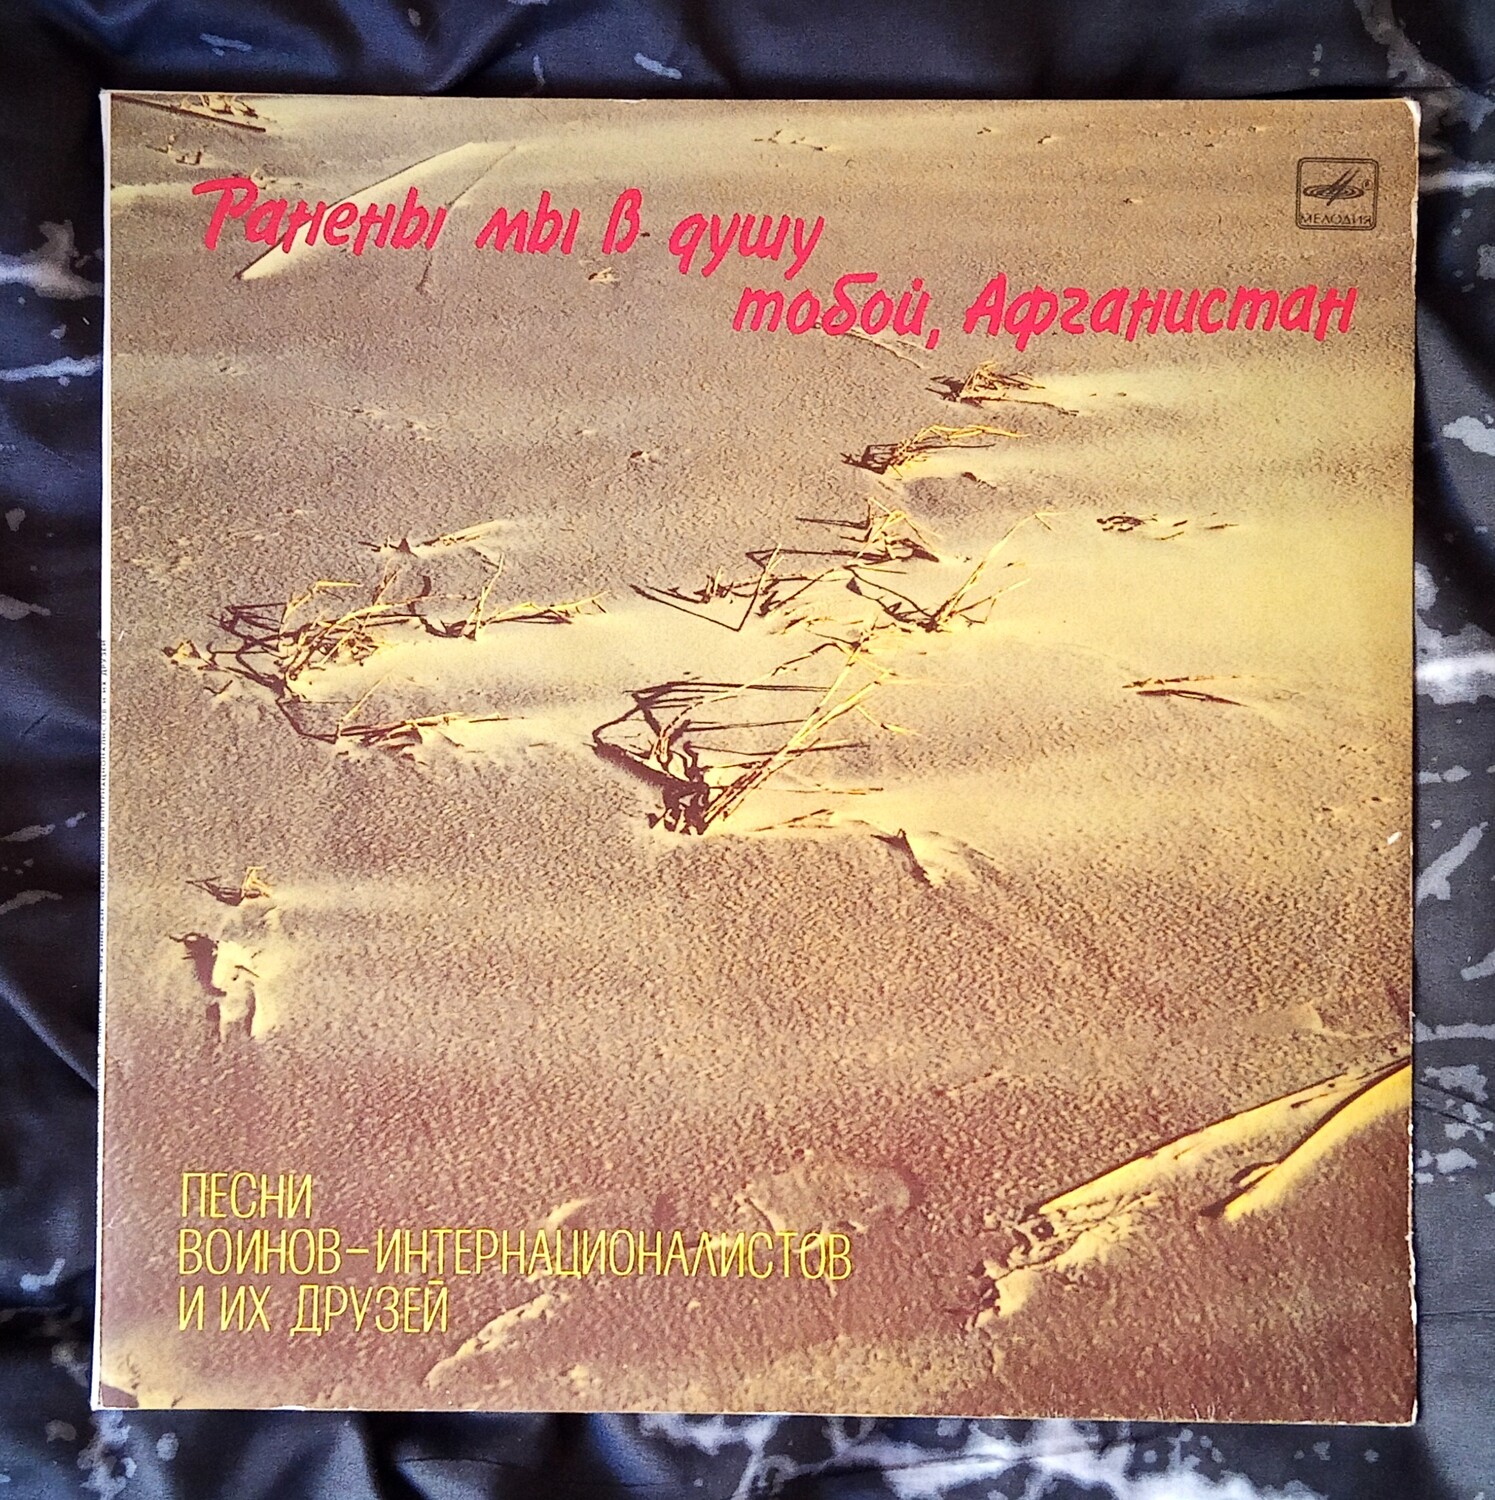 Ранены мы в душу
тобой, Афганистан
МЕЛОДИЯ
ПЕСНИ
ВОИНОВ-ИНТЕРНАЦИОНАЛИСТОВ
И ИХ ДРУЗЕЙ